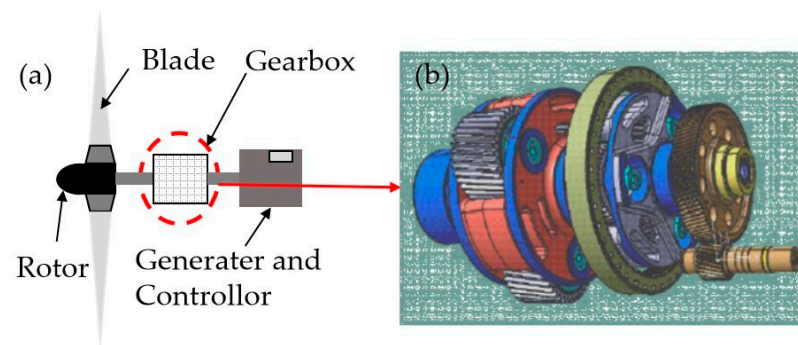 (a)
Blade
Gearbox
(b)
Rotor
Generater and
Controllor